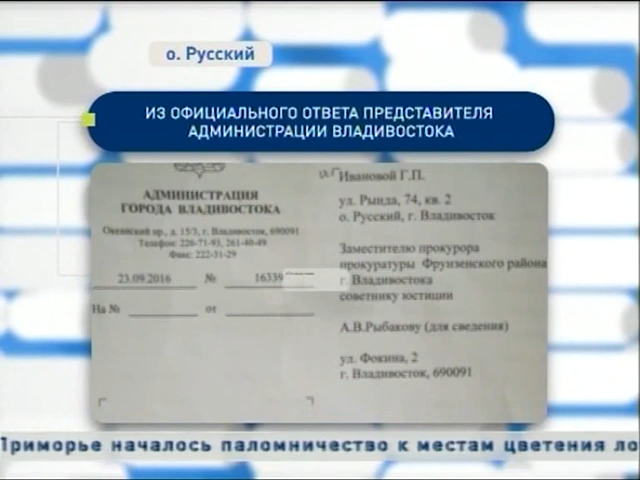 о. Русский
ИЗ ОФИЦИАЛЬНОГО ОТВЕТА ПРЕДСТАВИТЕЛЯ
АДМИНИСТРАЦИИ ВЛАДИВОСТОКА
АДМИНИСТРАЦИЯ
ГОРОДА ВЛАДИВОСТОКА
Океанский пр., д. 15/3, г. Владивосток, 690091
Телефон: 226-71-93, 261-40-49
Факс: 222-31-29
23.09.2016 № 16339
На № от
Ивановой Г.П.
ул. Рында, 74, кв. 2
о. Русский, г. Владивосток
Заместителю прокурора
прокуратуры Фрунзенского района
г. Владивостока
советнику юстиции
А.В.Рыбакову (для сведения)
ул. Фокина, 2
г. Владивосток, 690091
Приморье началось паломничество к местам цветения ло